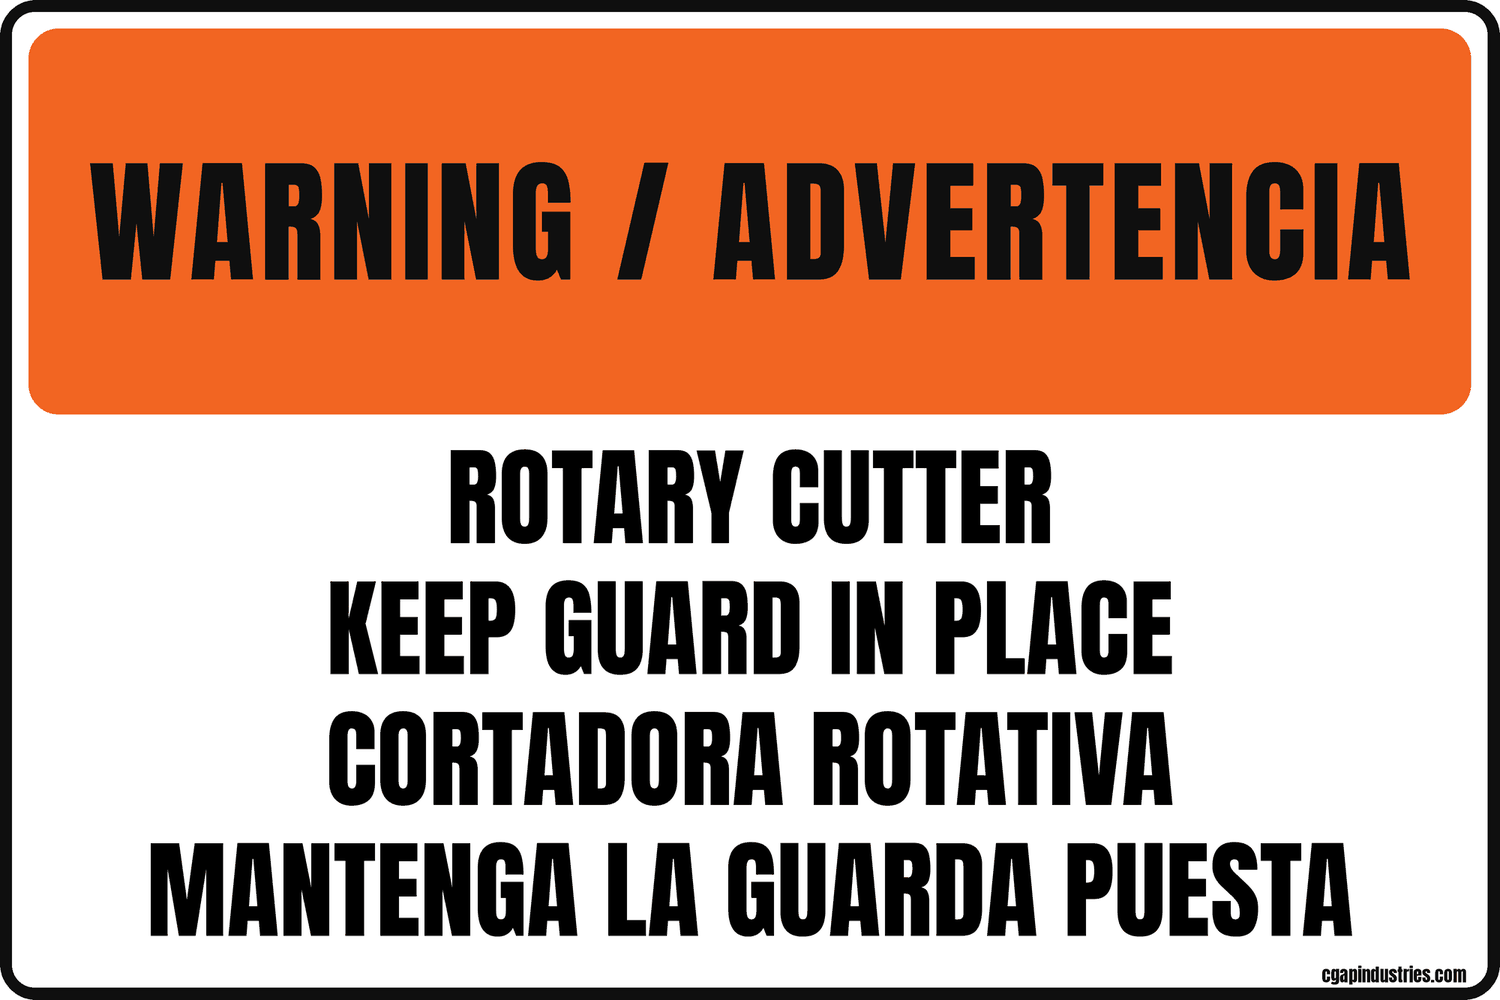 WARNING / ADVERTENCIA
ROTARY CUTTER
KEEP GUARD IN PLACE
CORTADORA ROTATIVA
MANTENGA LA GUARDA PUESTA
cgapindustries.com